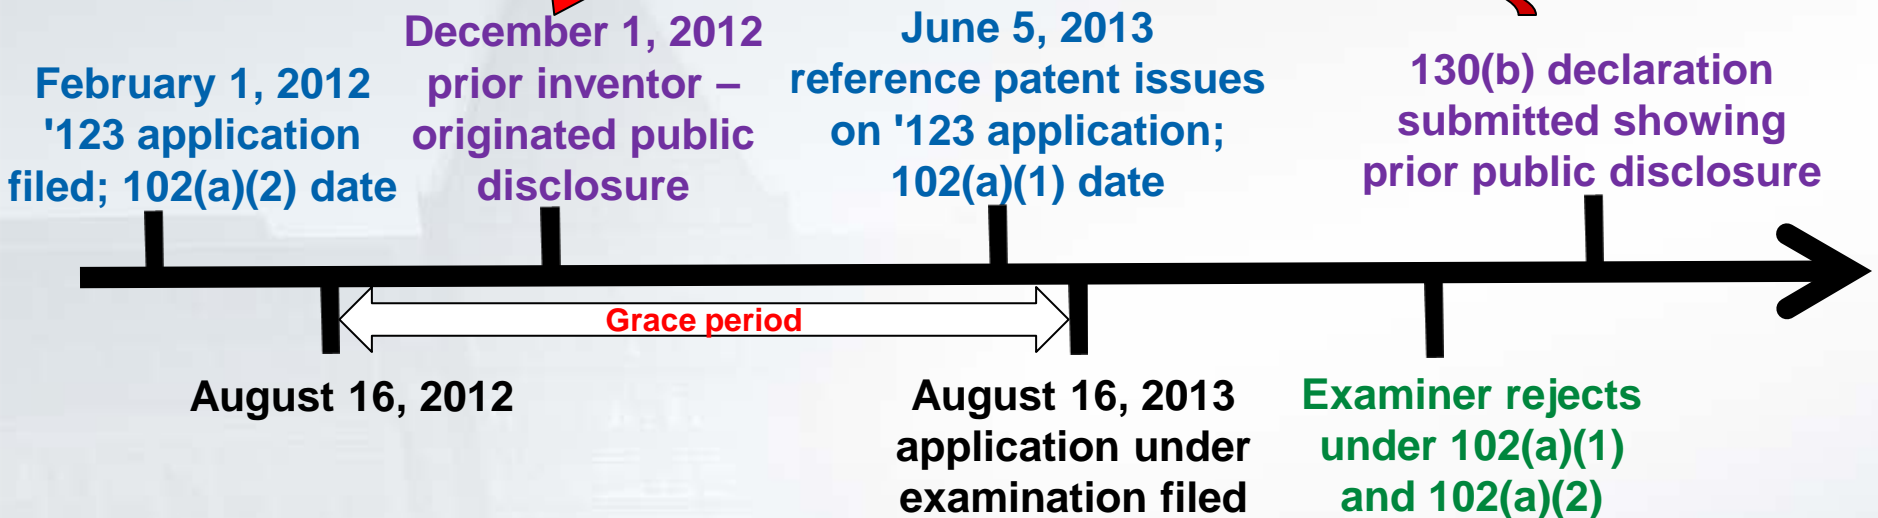 February 1, 2012
'123 application
filed; 102(a)(2) date
December 1, 2012
prior inventor –
originated public
disclosure
June 5, 2013
reference patent issues
on '123 application;
102(a)(1) date
130(b) declaration
submitted showing
prior public disclosure
Grace period
August 16, 2012
August 16, 2013
application under
examination filed
Examiner rejects
under 102(a)(1)
and 102(a)(2)